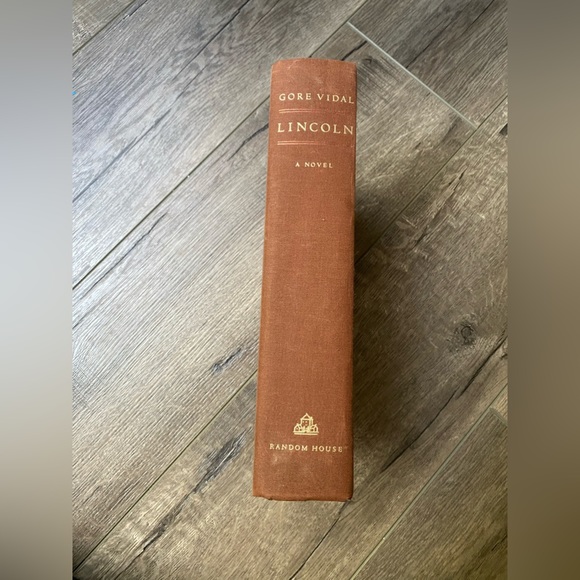 GORE VIDAL
LINCOLN
A NOVEL
RANDOM HOUSE